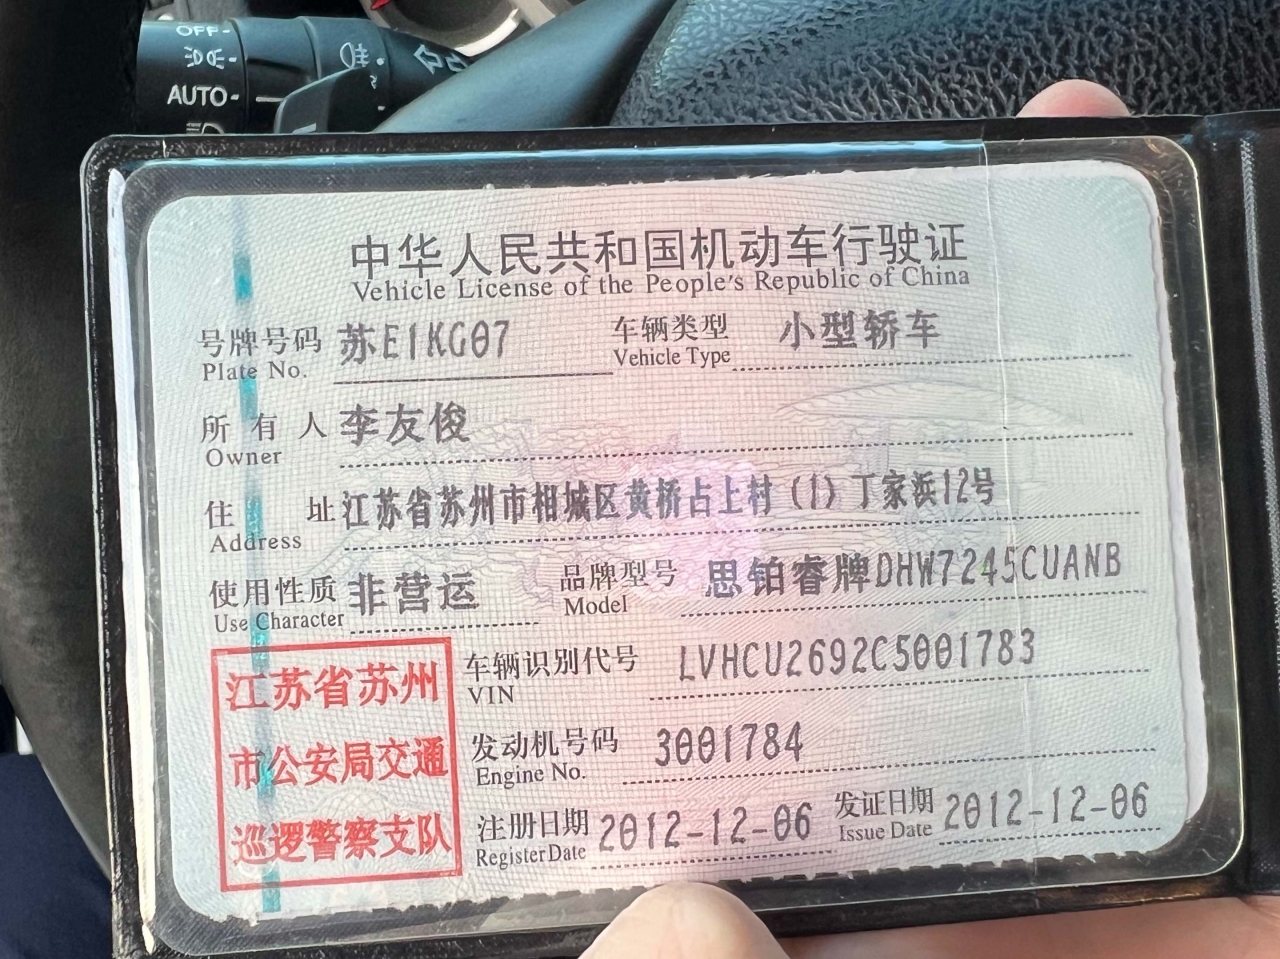 OFF-
AUTO-
中华人民共和国机动车行驶证
Vehicle License of the People's Republic of China
号牌号码 苏E1KG07 车辆类型 小型轿车
Plate No. Vehicle Type
所有人 李友俊
Owner
住址 江苏省苏州市相城区黄桥占上村（1）丁家浜12号
Address
使用性质 非营运 品牌型号 思铂睿牌DHW7245CUANB
Use Character Model
江苏省苏州
市公安局交通
巡逻警察支队
车辆识别代号 LVHCU2692C5001783
VIN
发动机号码 3001784
Engine No.
注册日期 2012-12-06 发证日期 2012-12-06
Register Date Issue Date